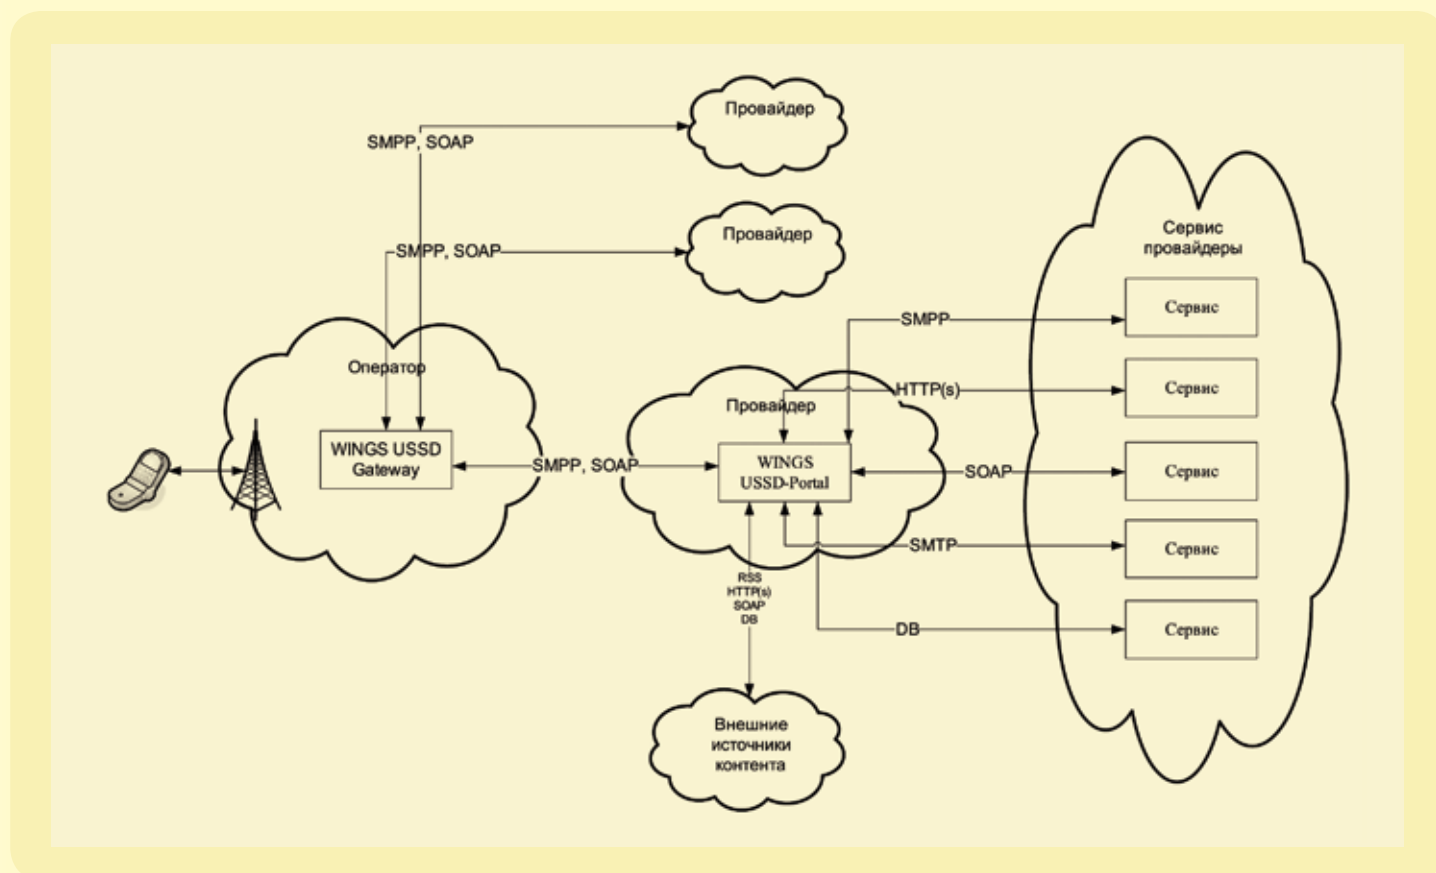 Провайдер
SMPP, SOAP
Провайдер
SMPP, SOAP
Сервис
провайдеры
Сервис
SMPP
Оператор
Сервис
HTTP(s)
Провайдер
WINGS USSD
Gateway
SMPP, SOAP
WINGS
USSD-Portal
SOAP
Сервис
SMTP
Сервис
RSS
HTTP(s)
SOAP
DB
DB
Сервис
Внешние
источники
контента